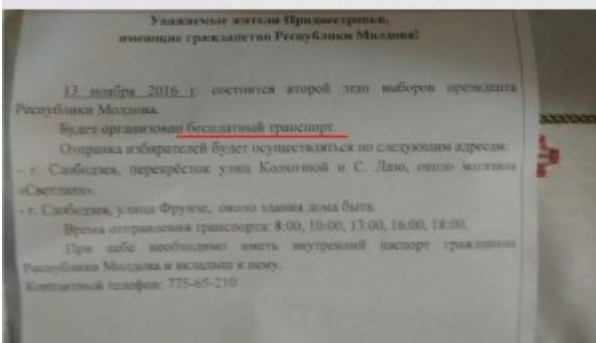 Уважаемые жители Приднестровья,
имеющие гражданство Республики Молдова!
13 ноября 2016 г. состоится второй этап выборов президента
Республики Молдова.
Будет организован бесплатный транспорт.
Отправка избирателей будет осуществляться по следующим адресам:
- г. Слободзея, перекрёсток улиц Колхозной и С. Лазо, около магазина
«Светлана».
- г. Слободзея, улица Фрунзе, около здания дома быта.
Время отправления транспорта: 8:00, 10:00, 13:00, 16:00, 18:00.
При себе необходимо иметь внутренний паспорт гражданина
Республики Молдова и вкладыш к нему.
Контактный телефон: 775-65-210